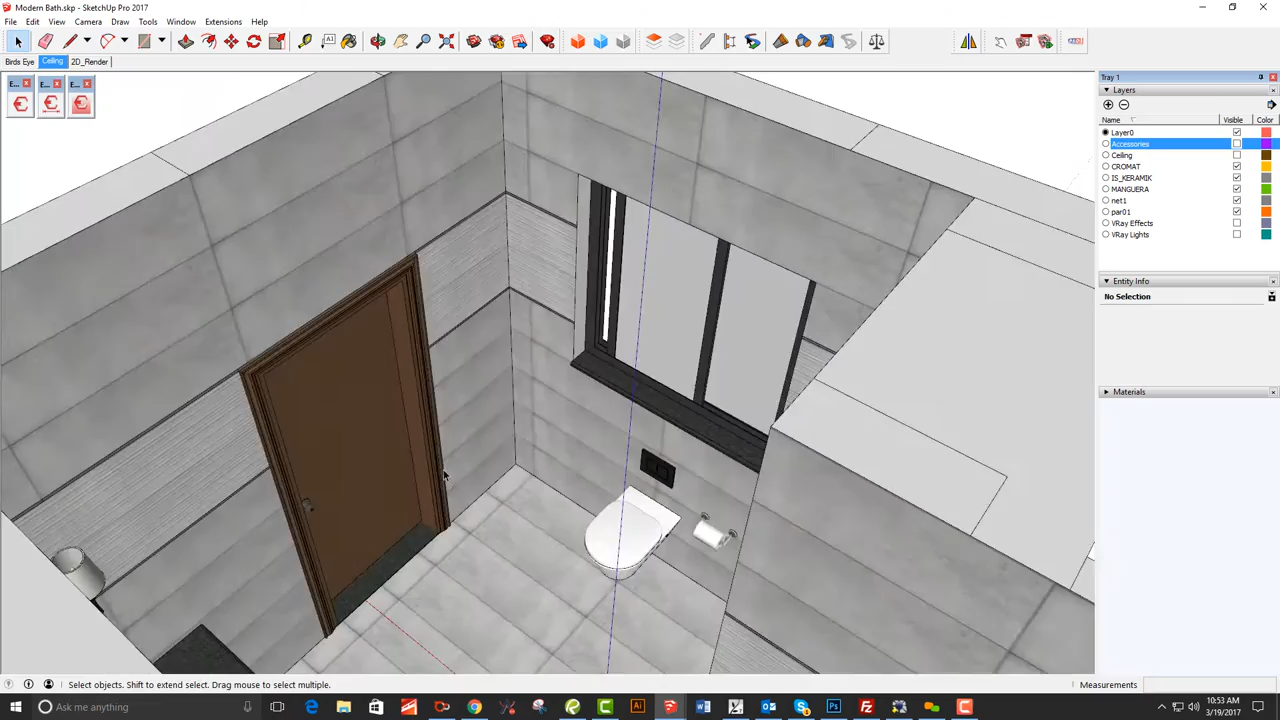 Modern Bath.skp - SketchUp Pro 2017
File Edit View Camera Draw Tools Window Extensions Help
Birds Eye Ceiling 2D_Render
E... E... E...
Tray 1
Layers
Name Visible Color
Layer0
Accessories
Ceiling
CROMAT
IS_KERAMIK
MANGUERA
net1
par01
VRay Effects
VRay Lights
Entity Info
No Selection
Materials
Select objects. Shift to extend select. Drag mouse to select multiple.
Measurements
Ask me anything
10:53 AM
3/19/2017